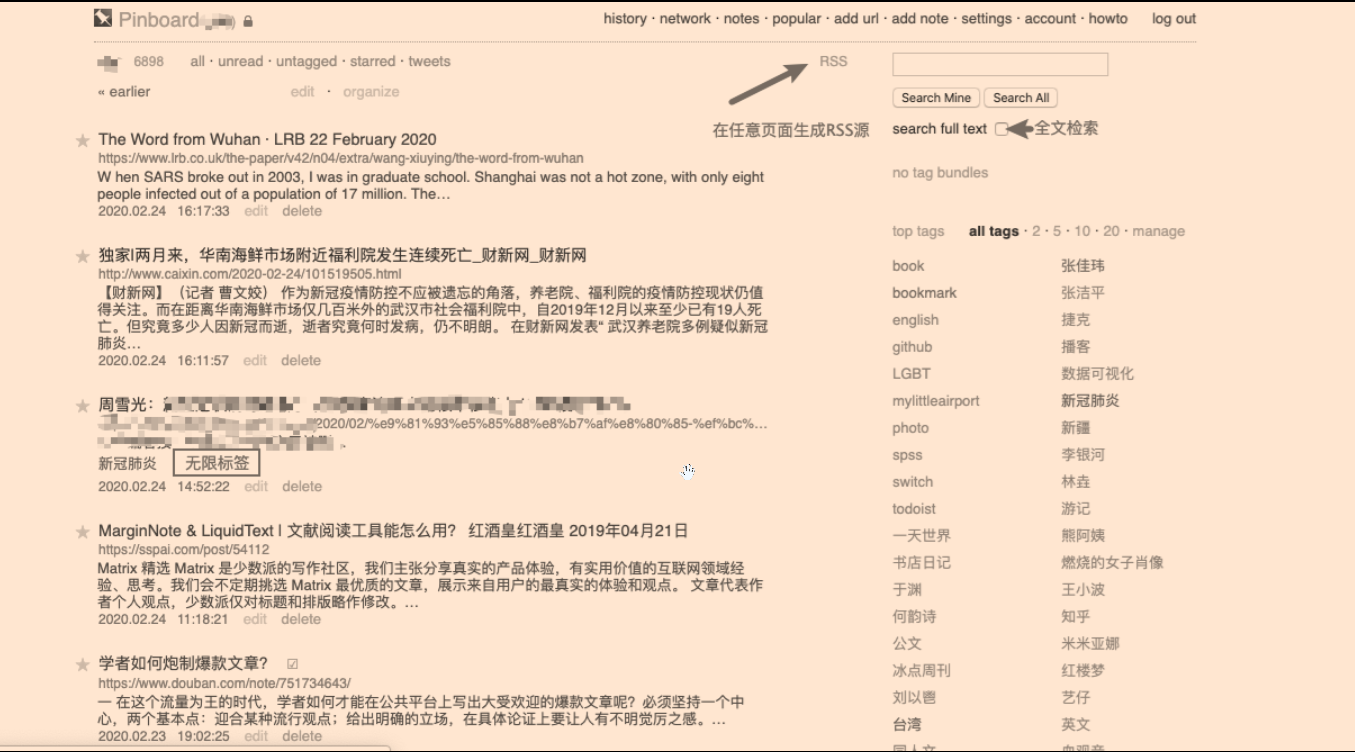 Pinboard
history · network · notes · popular · add url · add note · settings · account · howto log out
6898 all · unread · untagged · starred · tweets RSS
« earlier edit · organize
Search Mine Search All
在任意页面生成RSS源
search full text 全文检索
The Word from Wuhan · LRB 22 February 2020
https://www.lrb.co.uk/the-paper/v42/n04/extra/wang-xiuying/the-word-from-wuhan
W hen SARS broke out in 2003, I was in graduate school. Shanghai was not a hot zone, with only eight
people infected out of a population of 17 million. The…
2020.02.24 16:17:33 edit delete
独家|两月来，华南海鲜市场附近福利院发生连续死亡_财新网_财新网
http://www.caixin.com/2020-02-24/101519505.html
【财新网】（记者 曹文姣） 作为新冠疫情防控不应被遗忘的角落，养老院、福利院的疫情防控现状仍值
得关注。而在距离华南海鲜市场仅几百米外的武汉市社会福利院中，自2019年12月以来至少已有19人死
亡。但究竟多少人因新冠而逝，逝者究竟何时发病，仍不明朗。 在财新网发表“ 武汉养老院多例疑似新冠
肺炎…
2020.02.24 16:11:57 edit delete
周雪光：
2020/02/%e9%81%93%e5%85%88%e8%b7%af%e8%80%85-%ef%bc%…
新冠肺炎 无限标签
2020.02.24 14:52:22 edit delete
MarginNote & LiquidText | 文献阅读工具能怎么用？ 红酒皇红酒皇 2019年04月21日
https://sspai.com/post/54112
Matrix 精选 Matrix 是少数派的写作社区，我们主张分享真实的产品体验，有实用价值的互联网领域经
验、思考。我们会不定期挑选 Matrix 最优质的文章，展示来自用户的最真实的体验和观点。 文章代表作
者个人观点，少数派仅对标题和排版略作修改。…
2020.02.24 11:18:21 edit delete
学者如何炮制爆款文章？
https://www.douban.com/note/751734643/
一 在这个流量为王的时代，学者如何才能在公共平台上写出大受欢迎的爆款文章呢？必须坚持一个中
心，两个基本点：迎合某种流行观点；给出明确的立场，在具体论证上要让人有不明觉厉之感。…
2020.02.23 19:02:25 edit delete
no tag bundles
top tags all tags · 2 · 5 · 10 · 20 · manage
book 张佳玮
bookmark 张洁平
english 捷克
github 播客
LGBT 数据可视化
mylittleairport 新冠肺炎
photo 新疆
spss 李银河
switch 林垚
todoist 游记
一天世界 熊阿姨
书店日记 燃烧的女子肖像
于渊 王小波
何韵诗 知乎
公文 米米亚娜
冰点周刊 红楼梦
刘以鬯 艺仔
台湾 英文